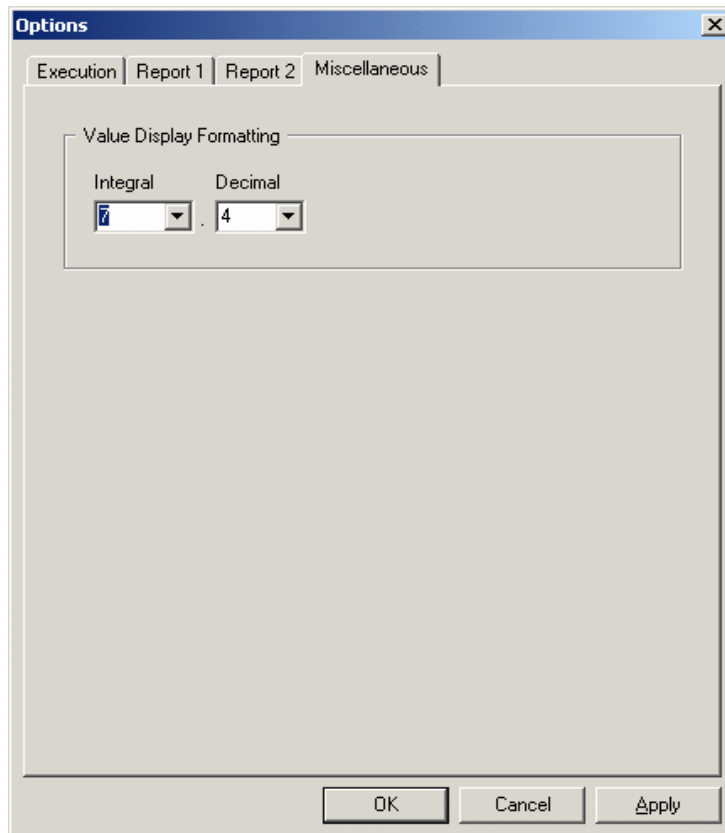 Options
Execution Report 1 Report 2 Miscellaneous
Value Display Formatting
Integral Decimal
7 . 4
OK Cancel Apply